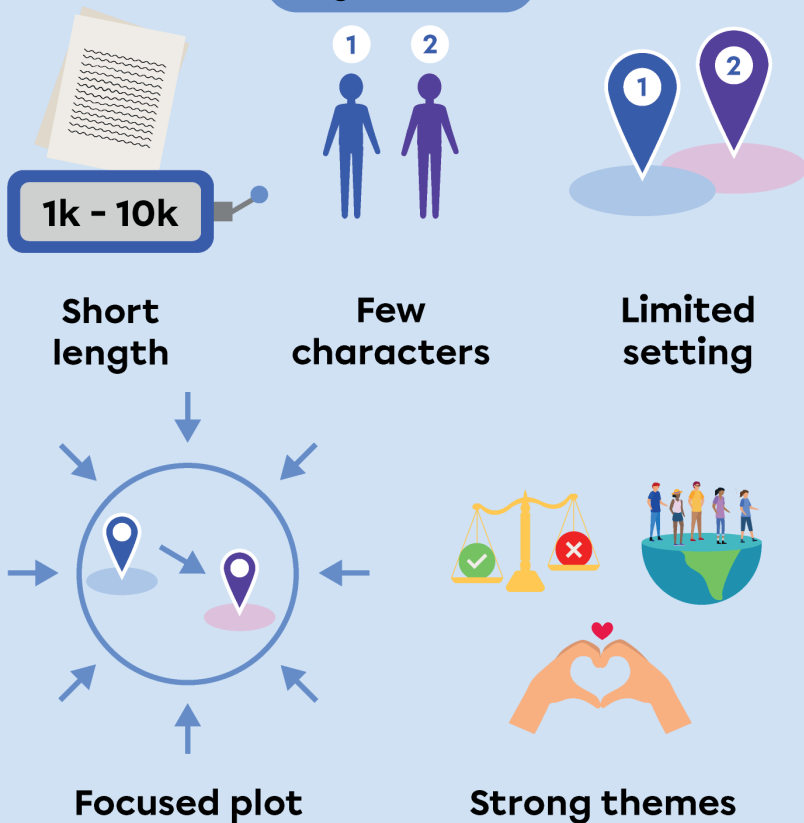 1
2
1
2
1k - 10k
Short
length
Few
characters
Limited
setting
Focused plot
Strong themes